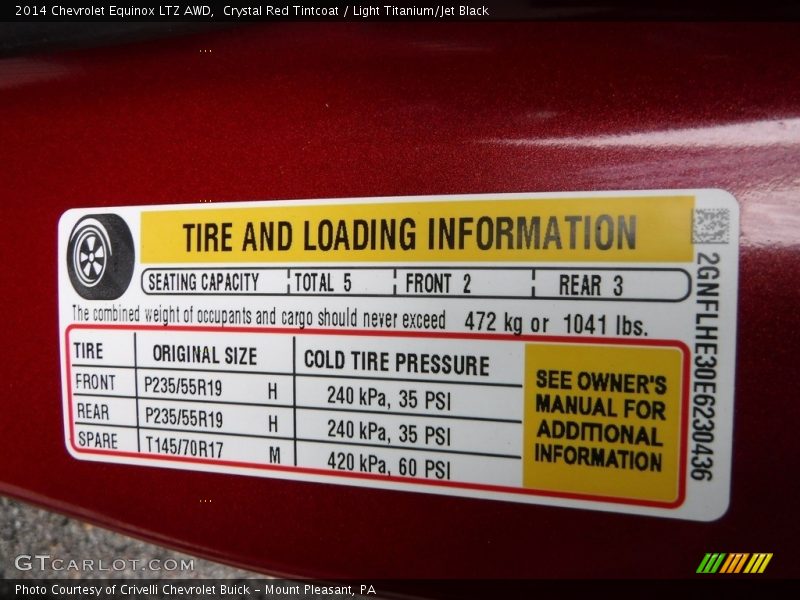 2014 Chevrolet Equinox LTZ AWD,  Crystal Red Tintcoat / Light Titanium/Jet Black
TIRE AND LOADING INFORMATION
SEATING CAPACITY TOTAL 5 FRONT 2 REAR 3
The combined weight of occupants and cargo should never exceed 472 kg or 1041 lbs.
TIRE ORIGINAL SIZE COLD TIRE PRESSURE
FRONT P235/55R19 H 240 kPa, 35 PSI
REAR P235/55R19 H 240 kPa, 35 PSI
SPARE T145/70R17 M 420 kPa, 60 PSI
SEE OWNER'S
MANUAL FOR
ADDITIONAL
INFORMATION
2GNFLHE30E6230436
GTCARLOT.COM
Photo Courtesy of Crivelli Chevrolet Buick - Mount Pleasant, PA